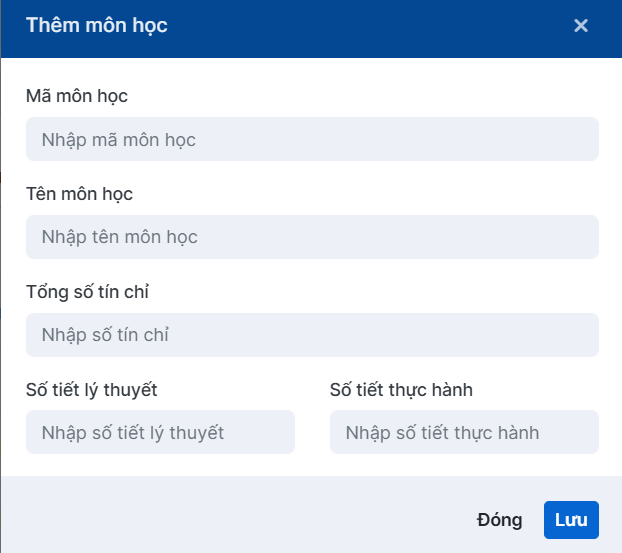 Thêm môn học
Mã môn học
Nhập mã môn học
Tên môn học
Nhập tên môn học
Tổng số tín chỉ
Nhập số tín chỉ
Số tiết lý thuyết
Số tiết thực hành
Nhập số tiết lý thuyết
Nhập số tiết thực hành
Đóng
Lưu